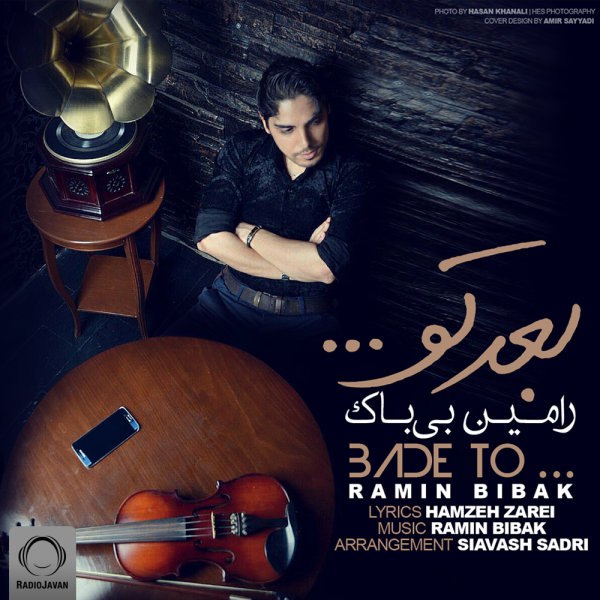 PHOTO BY HASAN KHANALI | HES PHOTOGRAPHY
COVER DESIGN BY AMIR SAYYADI
بعد تو ...
رامین بی‌باک
BADE TO ...
RAMIN BIBAK
LYRICS HAMZEH ZAREI
MUSIC RAMIN BIBAK
ARRANGEMENT SIAVASH SADRI
RADIOJAVAN